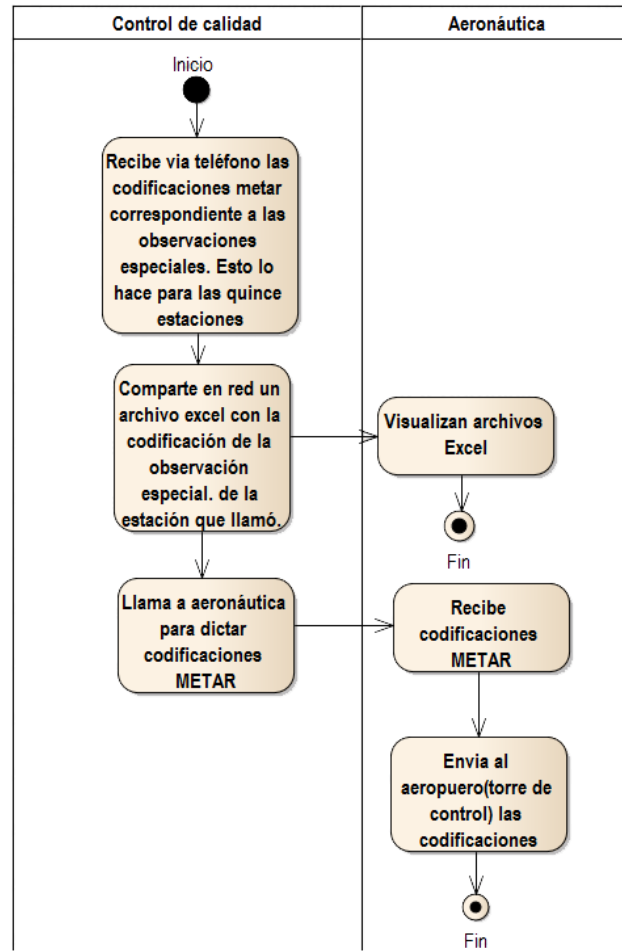 Control de calidad
Aeronáutica
Inicio
Recibe via teléfono las
codificaciones metar
correspondiente a las
observaciones
especiales. Esto lo
hace para las quince
estaciones
Comparte en red un
archivo excel con la
codificación de la
observación
especial. de la
estación que llamó.
Visualizan archivos
Excel
Fin
Llama a aeronáutica
para dictar
codificaciones
METAR
Recibe
codificaciones
METAR
Envia al
aeropuero(torre de
control) las
codificaciones
Fin